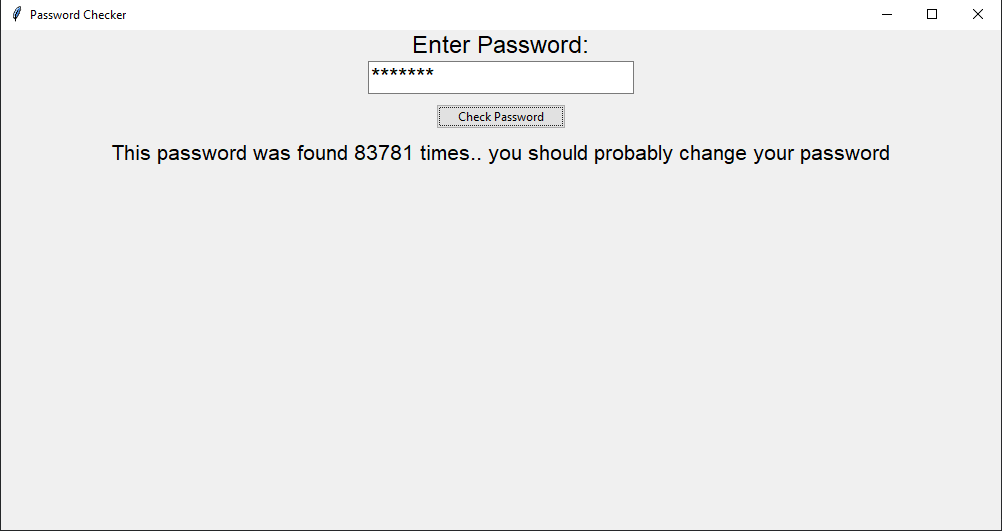 Password Checker
Enter Password:
*******
Check Password
This password was found 83781 times.. you should probably change your password